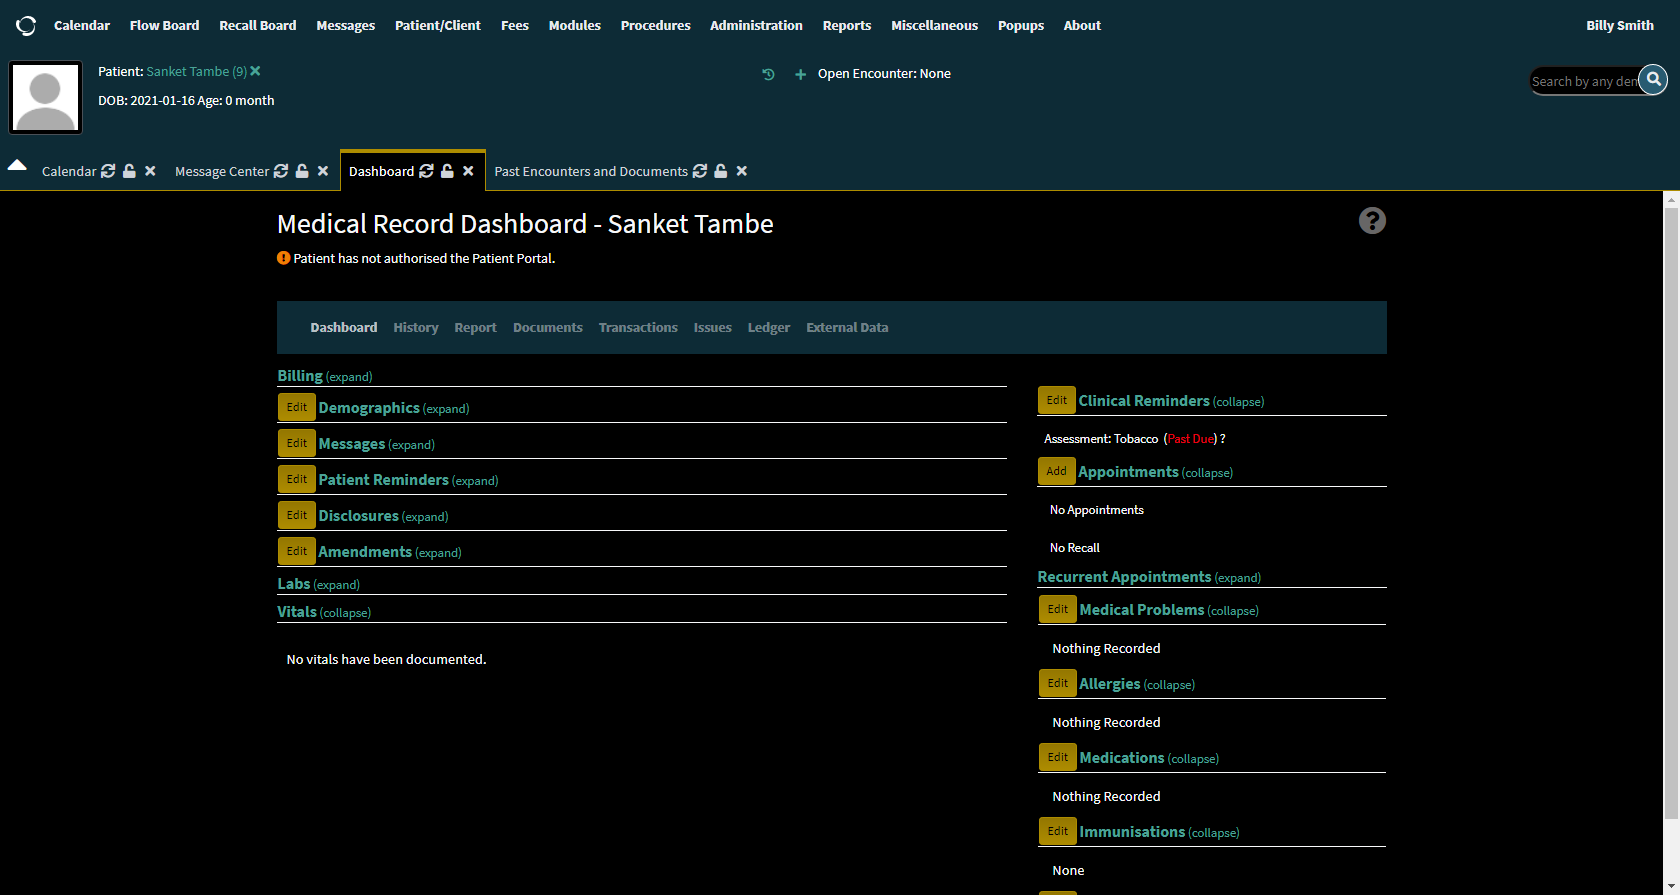 Calendar Flow Board Recall Board Messages Patient/Client Fees Modules Procedures Administration Reports Miscellaneous Popups About Billy Smith
Patient: Sanket Tambe (9)
Open Encounter: None
Search by any dem
DOB: 2021-01-16 Age: 0 month
Calendar Message Center Dashboard Past Encounters and Documents
Medical Record Dashboard - Sanket Tambe
Patient has not authorised the Patient Portal.
Dashboard History Report Documents Transactions Issues Ledger External Data
Billing (expand)
Edit Demographics (expand)
Edit Messages (expand)
Edit Patient Reminders (expand)
Edit Disclosures (expand)
Edit Amendments (expand)
Labs (expand)
Vitals (collapse)
No vitals have been documented.
Edit Clinical Reminders (collapse)
Assessment: Tobacco (Past Due) ?
Add Appointments (collapse)
No Appointments
No Recall
Recurrent Appointments (expand)
Edit Medical Problems (collapse)
Nothing Recorded
Edit Allergies (collapse)
Nothing Recorded
Edit Medications (collapse)
Nothing Recorded
Edit Immunisations (collapse)
None